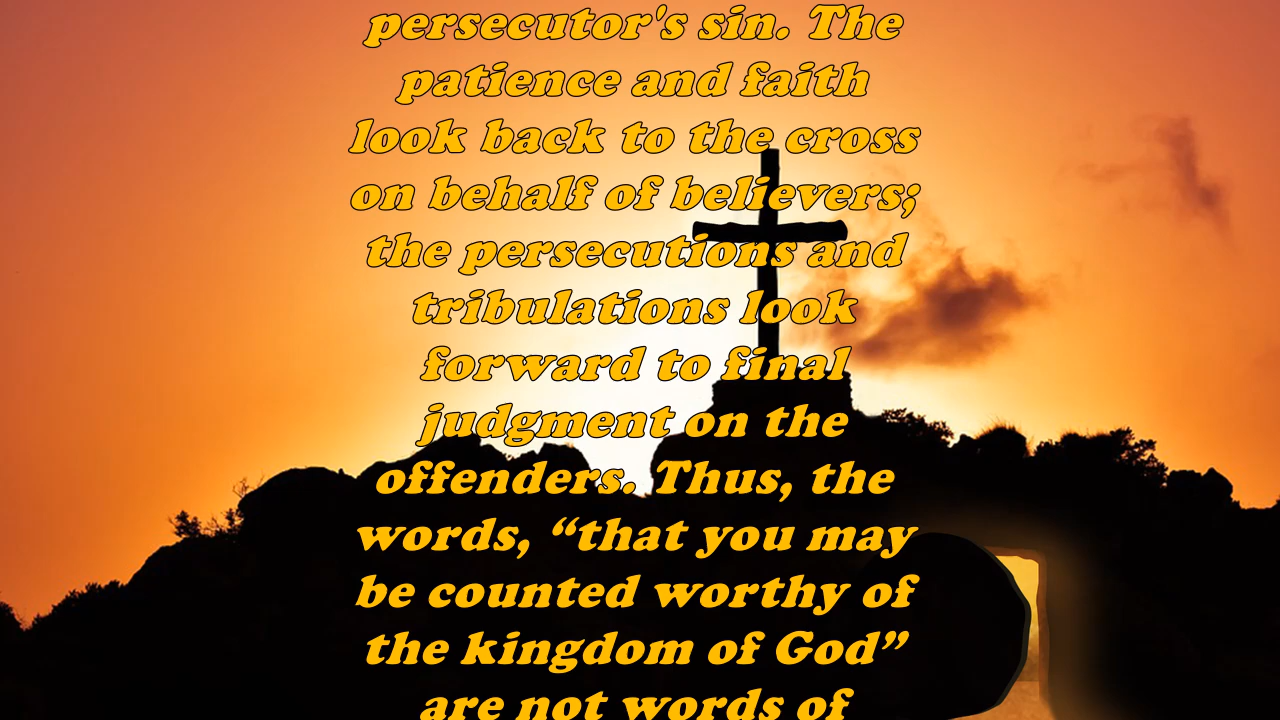 persecutor's sin. The
patience and faith
look back to the cross
on behalf of believers;
the persecutions and
tribulations look
forward to final
judgment on the
offenders. Thus, the
words, “that you may
be counted worthy of
the kingdom of God”
are not words of